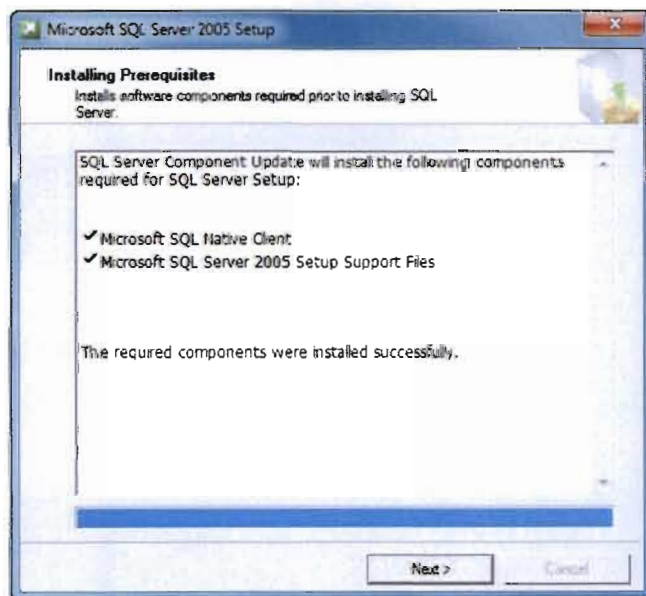 Microsoft SQL Server 2005 Setup
Installing Prerequisites
Installs software components required prior to installing SQL
Server.
SQL Server Component Update will install the following components
required for SQL Server Setup:
✔Microsoft SQL Native Client
✔Microsoft SQL Server 2005 Setup Support Files
The required components were installed successfully.
Next >
Cancel